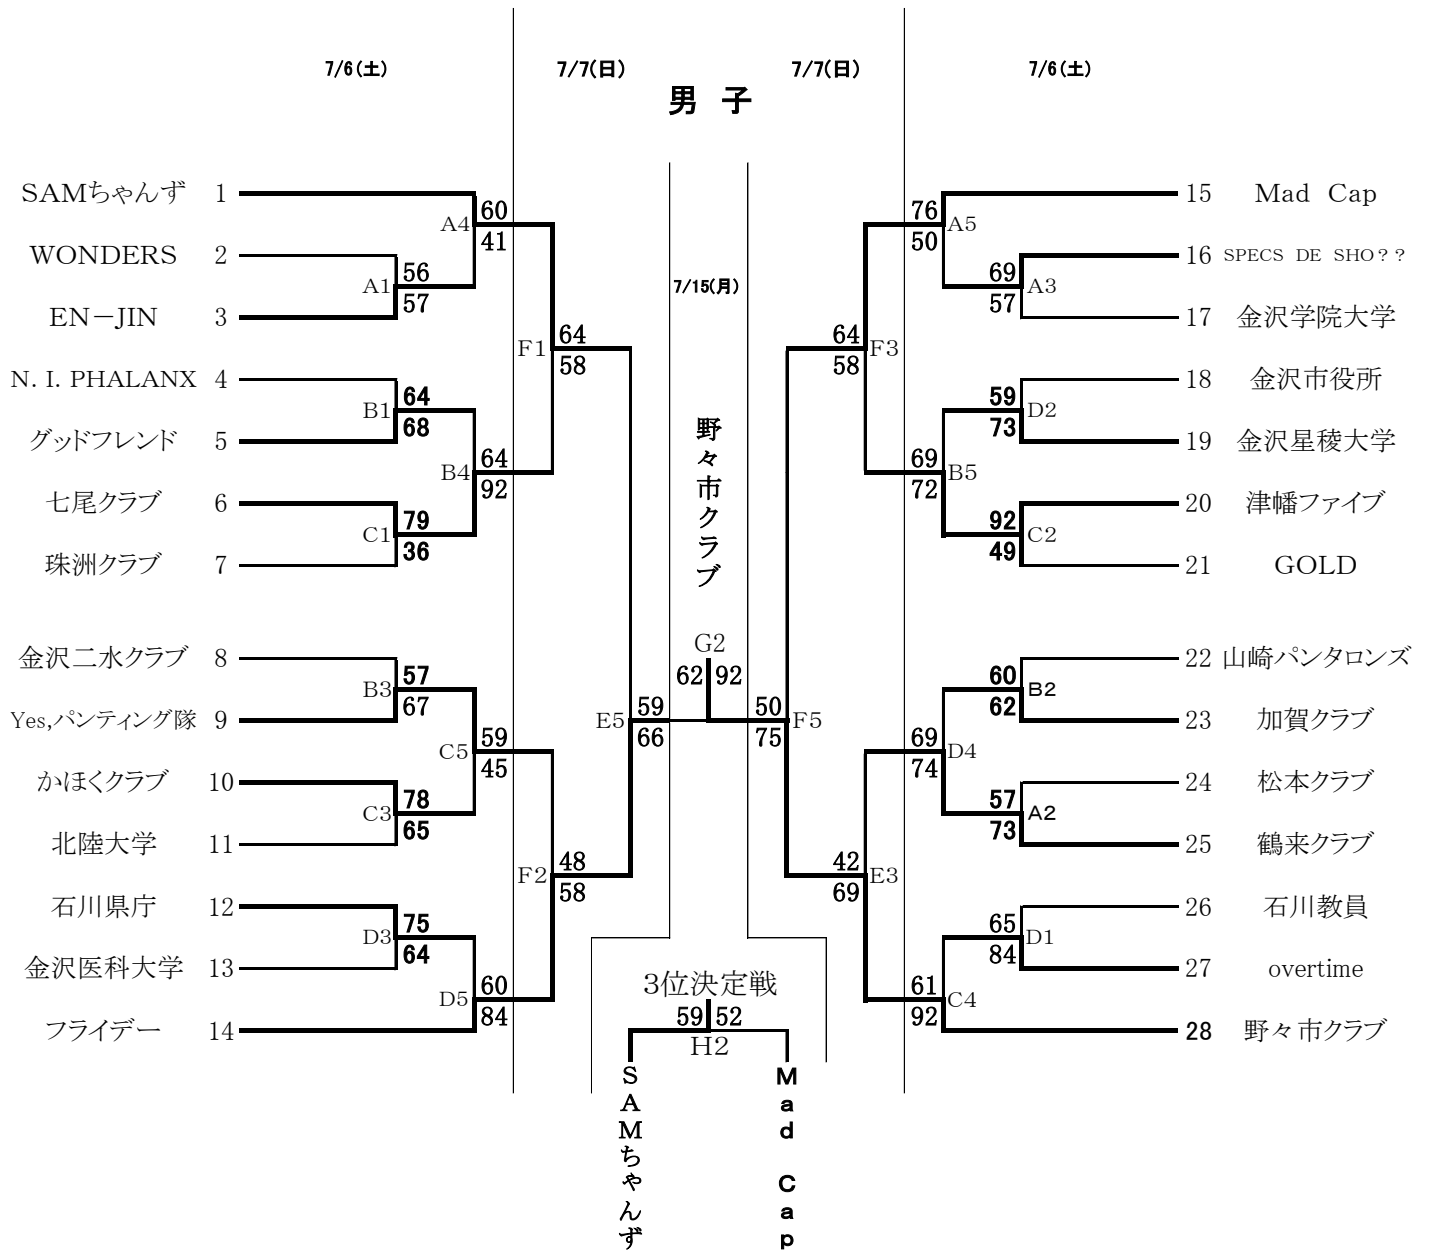 7/6(土)
7/7(日)
7/7(日)
7/6(土)
男 子
SAMちゃんず 1
60
A4
41
WONDERS 2
56
A1
57
EN－JIN 3
64
F1
58
N. I. PHALANX 4
64
B1
68
グッドフレンド 5
64
B4
92
七尾クラブ 6
79
C1
36
珠洲クラブ 7
金沢二水クラブ 8
57
B3
67
Yes,パンティング隊 9
59
C5
45
かほくクラブ 10
78
C3
65
北陸大学 11
48
F2
58
石川県庁 12
75
D3
64
金沢医科大学 13
60
D5
84
フライデー 14
59
E5
66
7/15(月)
野々市クラブ
G2
62 92
50
F5
75
3位決定戦
59 52
H2
SAMちゃんず
Mad Cap
15 Mad Cap
76
A5
50
16 SPECS DE SHO？？
69
A3
57
17 金沢学院大学
64
F3
58
18 金沢市役所
59
D2
73
19 金沢星稜大学
69
B5
72
20 津幡ファイブ
92
C2
49
21 GOLD
22 山崎パンタロンズ
60
B2
62
23 加賀クラブ
69
D4
74
24 松本クラブ
57
A2
73
25 鶴来クラブ
42
E3
69
26 石川教員
65
D1
84
27 overtime
61
C4
92
28 野々市クラブ